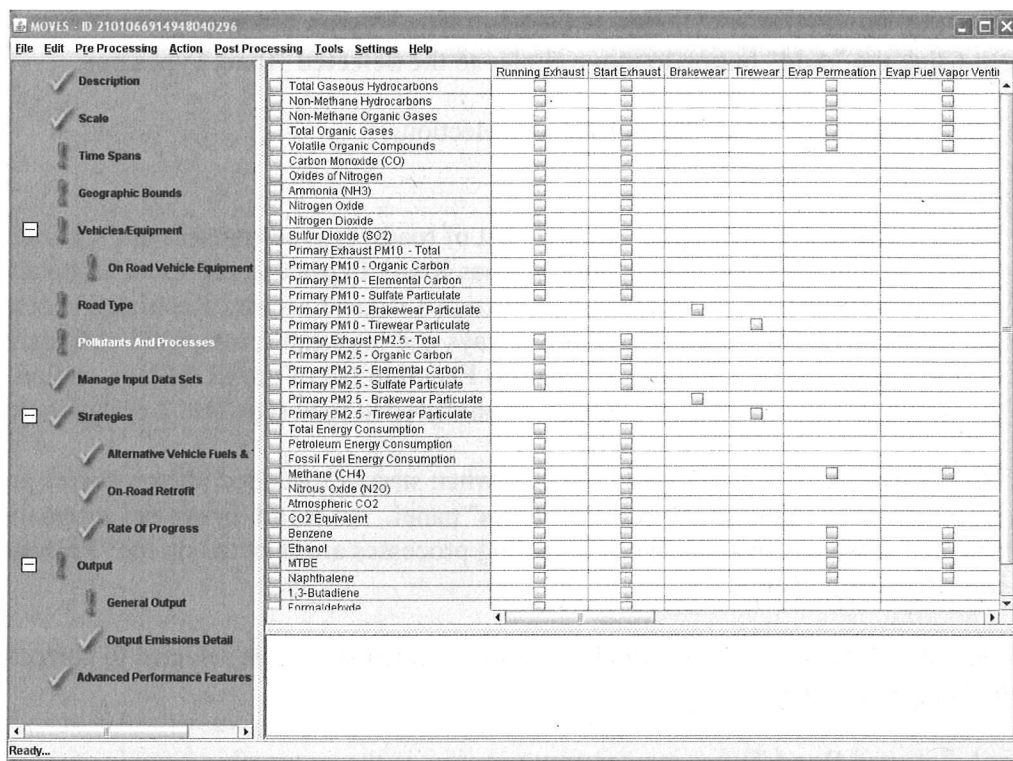 MOVES - ID 2101066914948040296
File Edit Pre Processing Action Post Processing Tools Settings Help
Description
Scale
Time Spans
Geographic Bounds
Vehicles/Equipment
On Road Vehicle Equipment
Road Type
Pollutants And Processes
Manage Input Data Sets
Strategies
Alternative Vehicle Fuels &
On-Road Retrofit
Rate Of Progress
Output
General Output
Output Emissions Detail
Advanced Performance Features
Running Exhaust Start Exhaust Brakewear Tirewear Evap Permeation Evap Fuel Vapor Ventin
Total Gaseous Hydrocarbons
Non-Methane Hydrocarbons
Non-Methane Organic Gases
Total Organic Gases
Volatile Organic Compounds
Carbon Monoxide (CO)
Oxides of Nitrogen
Ammonia (NH3)
Nitrogen Oxide
Nitrogen Dioxide
Sulfur Dioxide (SO2)
Primary Exhaust PM10 - Total
Primary PM10 - Organic Carbon
Primary PM10 - Elemental Carbon
Primary PM10 - Sulfate Particulate
Primary PM10 - Brakewear Particulate
Primary PM10 - Tirewear Particulate
Primary Exhaust PM2.5 - Total
Primary PM2.5 - Organic Carbon
Primary PM2.5 - Elemental Carbon
Primary PM2.5 - Sulfate Particulate
Primary PM2.5 - Brakewear Particulate
Primary PM2.5 - Tirewear Particulate
Total Energy Consumption
Petroleum Energy Consumption
Fossil Fuel Energy Consumption
Methane (CH4)
Nitrous Oxide (N2O)
Atmospheric CO2
CO2 Equivalent
Benzene
Ethanol
MTBE
Naphthalene
1,3-Butadiene
Formaldehyde
Ready...